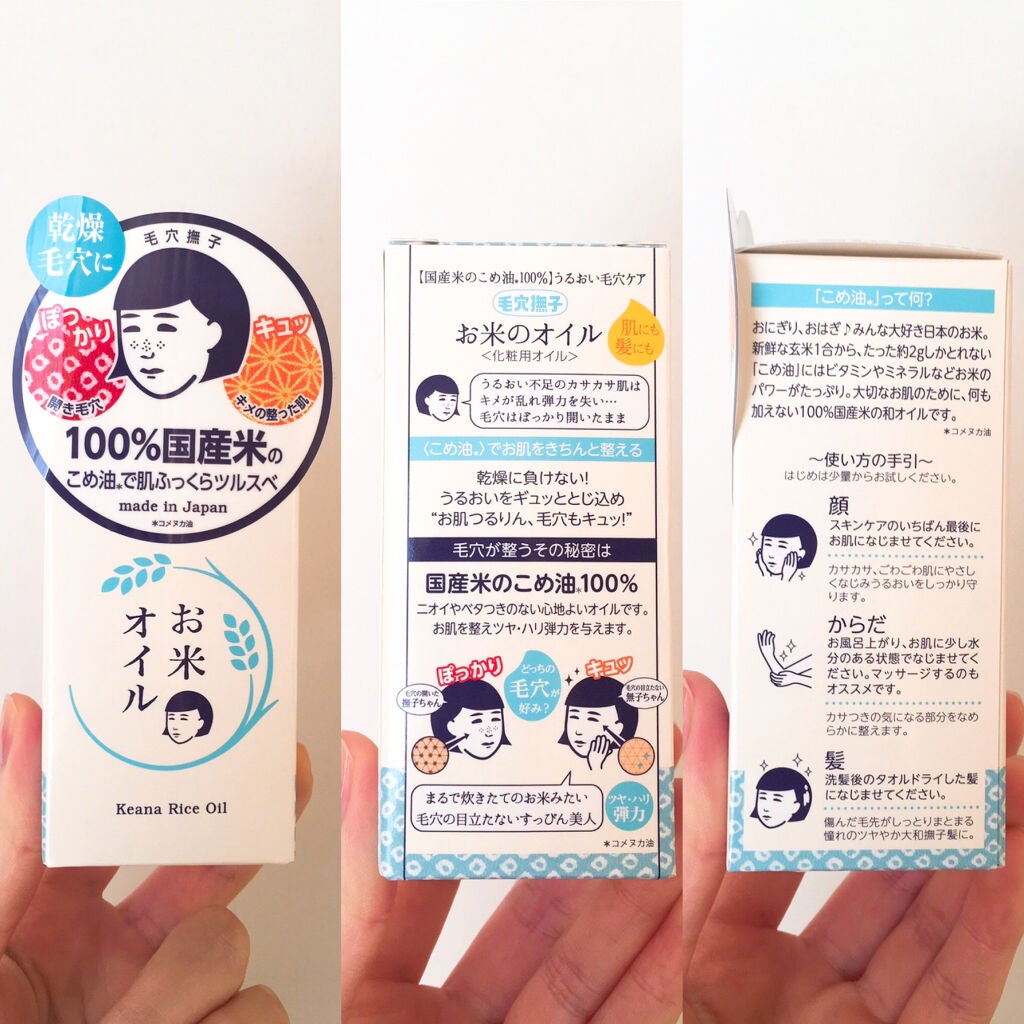 乾燥
毛穴に
毛穴撫子
ぽっかり
開き毛穴
キュッ
キメの整った肌
100%国産米の
こめ油*で肌ふっくらツルスベ
made in Japan
*コメヌカ油
お米
オイル
Keana Rice Oil
【国産米のこめ油*100%】うるおい毛穴ケア
毛穴撫子
お米のオイル
<化粧用オイル>
肌にも
髪にも
うるおい不足のカサカサ肌は
キメが乱れ弾力を失い…
毛穴はぽっかり開いたまま
〈こめ油*〉でお肌をきちんと整える
乾燥に負けない!
うるおいをギュッととじ込め
“お肌つるりん、毛穴もキュッ!”
毛穴が整うその秘密は
国産米のこめ油*100%
ニオイやベタつきのない心地よいオイルです。
お肌を整えツヤ・ハリ弾力を与えます。
ぽっかり
毛穴の開いた
撫子ちゃん
どっちの
毛穴が
好み?
キュッ
毛穴の目立たない
撫子ちゃん
まるで炊きたてのお米みたい
毛穴の目立たないすっぴん美人
ツヤ・ハリ
弾力
*コメヌカ油
「こめ油*」って何?
おにぎり、おはぎ♪みんな大好き日本のお米。
新鮮な玄米1合から、たった約2gしかとれない
「こめ油*」にはビタミンやミネラルなどお米の
パワーがたっぷり。大切なお肌のために、何も
加えない100%国産米の和オイルです。
*コメヌカ油
~使い方の手引~
はじめは少量からお試しください。
顔
スキンケアのいちばん最後に
お肌になじませてください。
カサカサ、ごわごわ肌にやさし
くなじみうるおいをしっかり守
ります。
からだ
お風呂上がり、お肌に少し水
分のある状態でなじませてく
ださい。マッサージするのも
オススメです。
カサつきの気になる部分をなめ
らかに整えます。
髪
洗髪後のタオルドライした髪
になじませてください。
傷んだ毛先がしっとりまとまる
憧れのツヤやか大和撫子髪に。